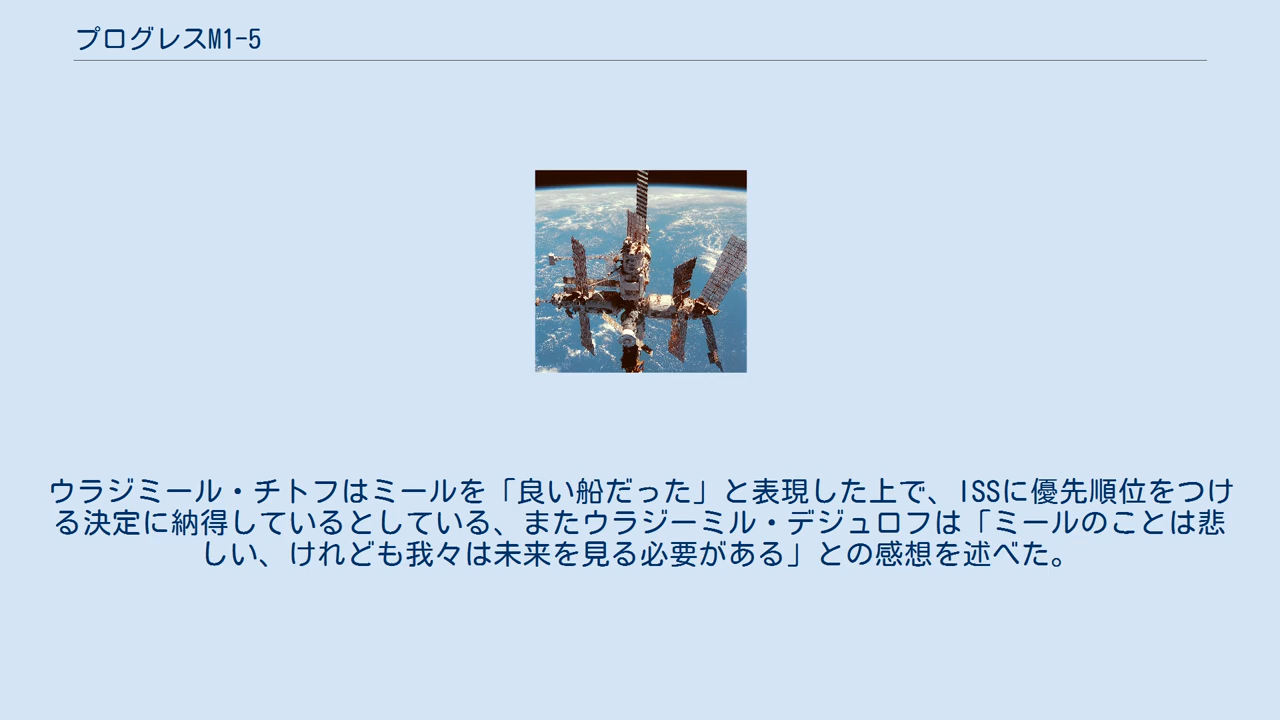 プログレスM1-5
ウラジミール・チトフはミールを「良い船だった」と表現した上で、ISSに優先順位をつけ
る決定に納得しているとしている、またウラジーミル・デジュロフは「ミールのことは悲
しい、けれども我々は未来を見る必要がある」との感想を述べた。